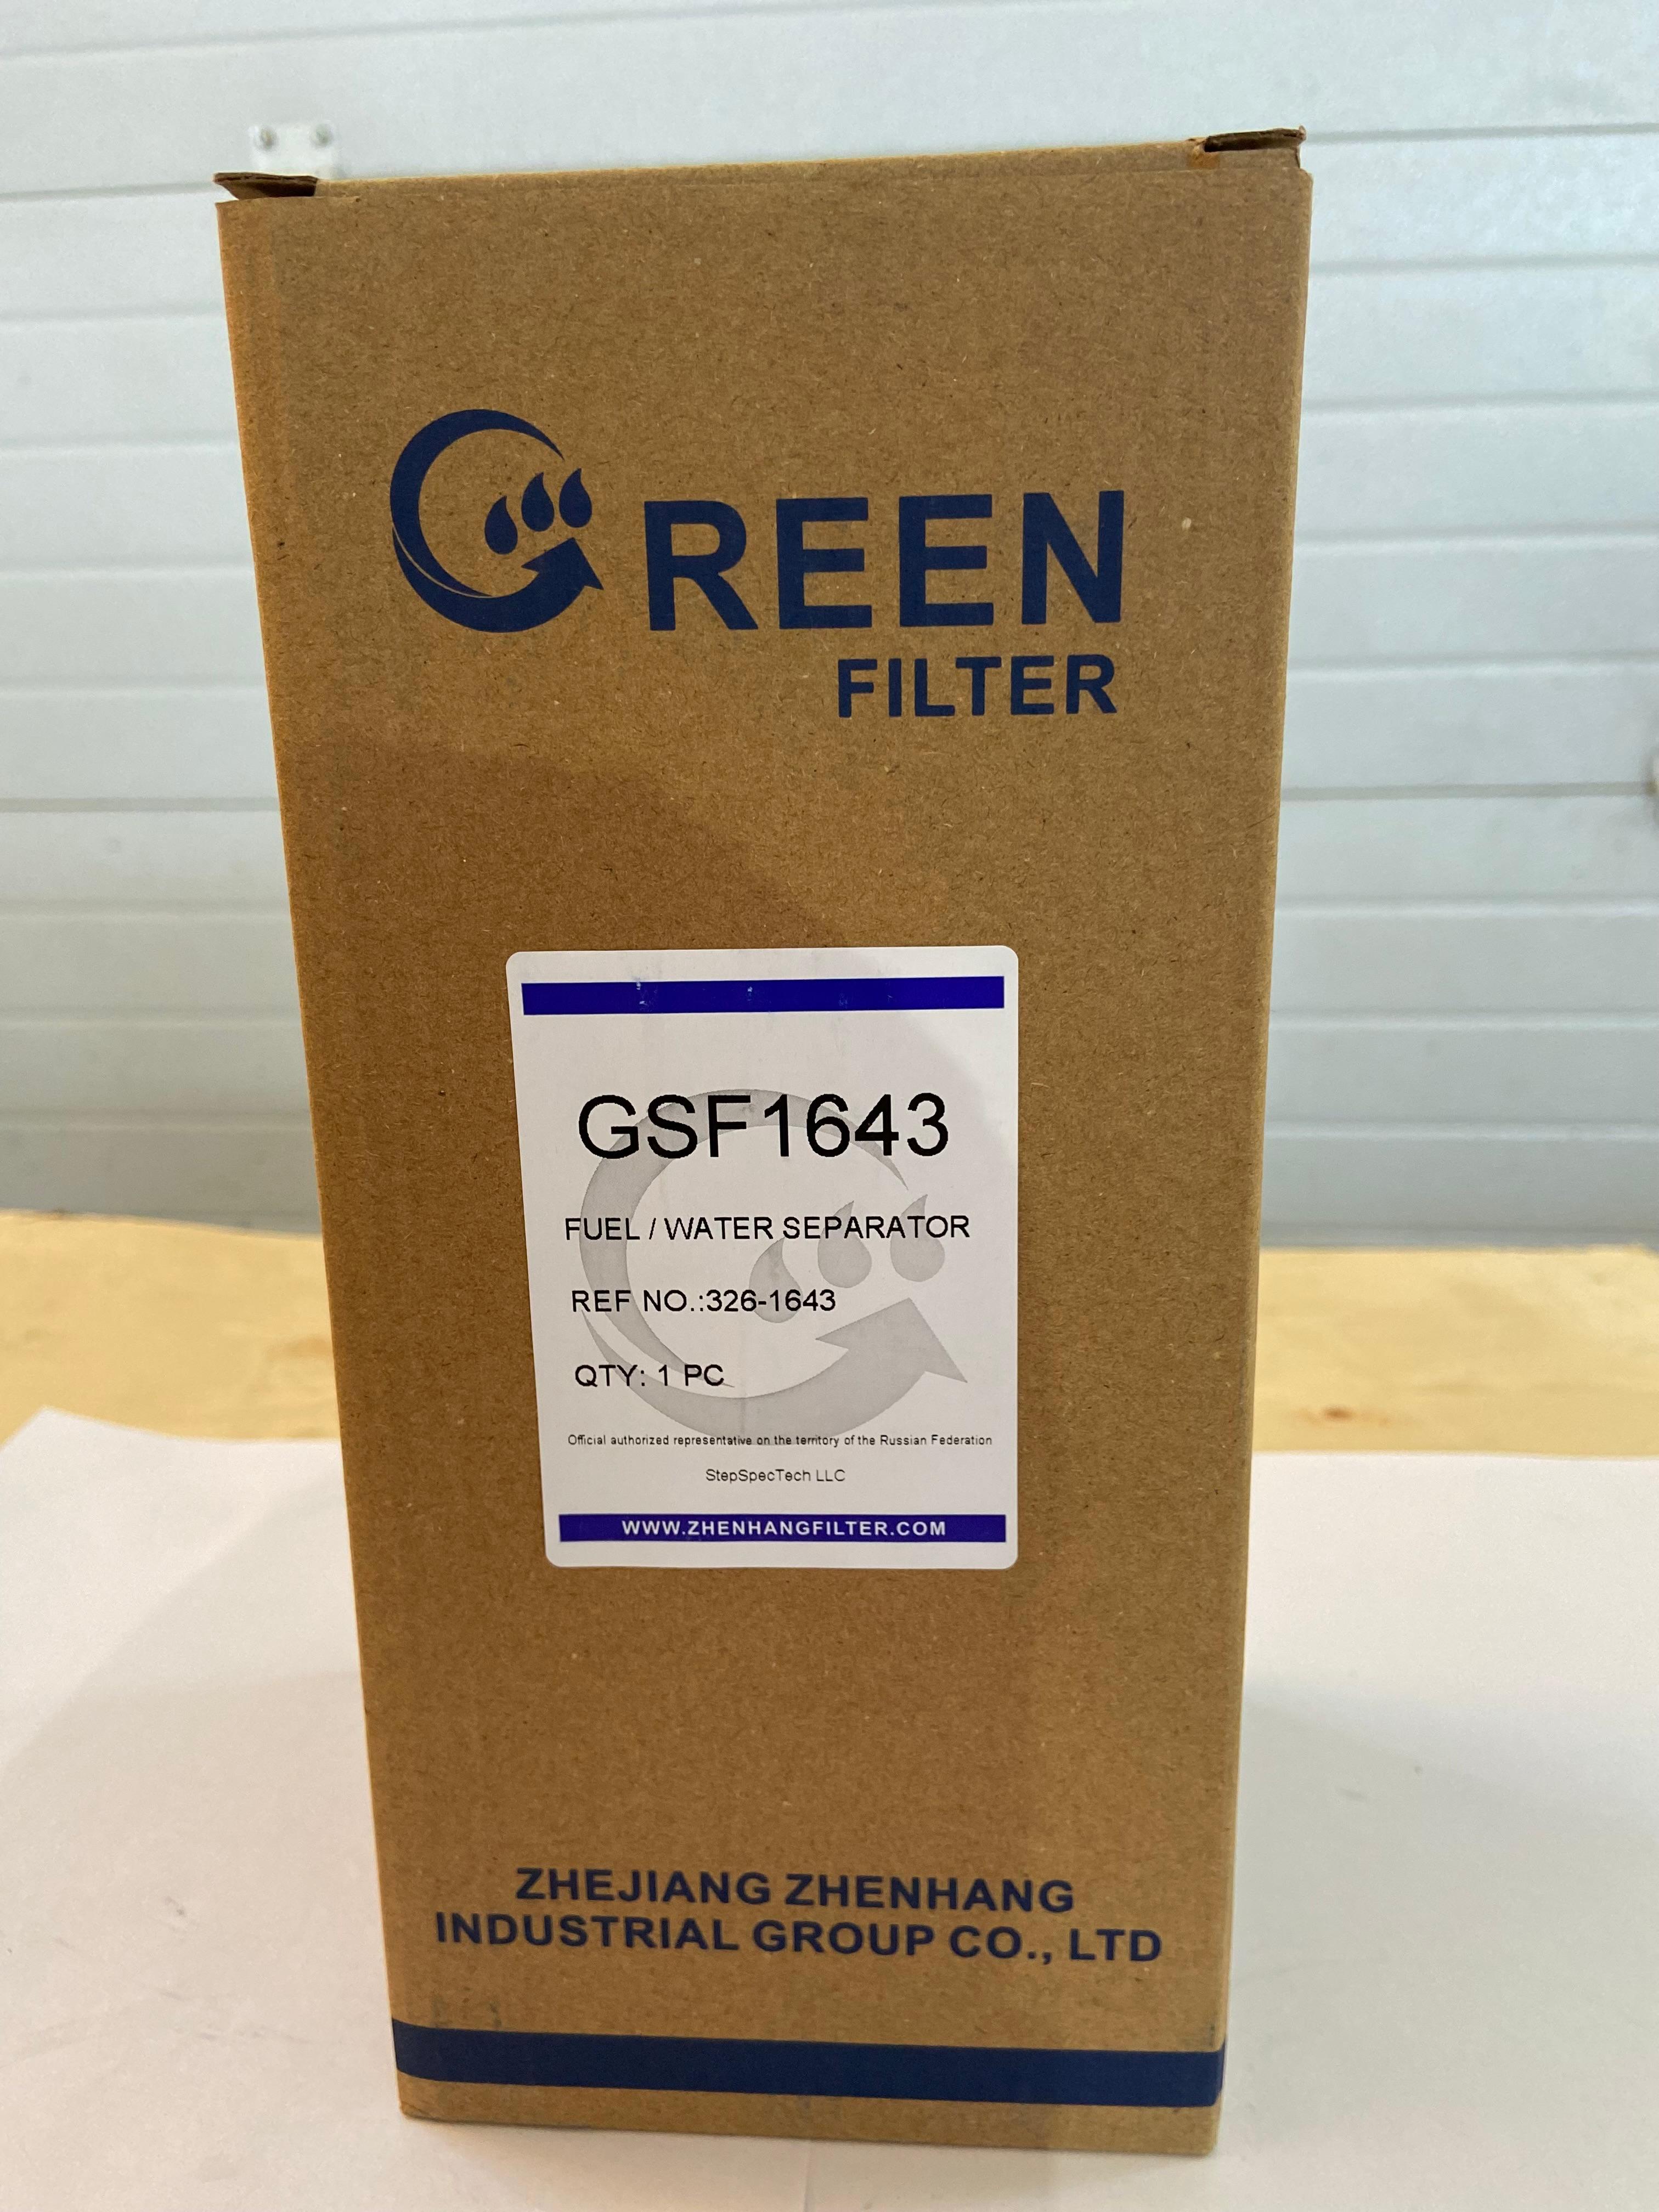 GREEN
FILTER
GSF1643
FUEL / WATER SEPARATOR
REF NO.:326-1643
QTY: 1 PC
Official authorized representative on the territory of the Russian Federation
StepSpecTech LLC
WWW.ZHENHANGFILTER.COM
ZHEJIANG ZHENHANG
INDUSTRIAL GROUP CO., LTD